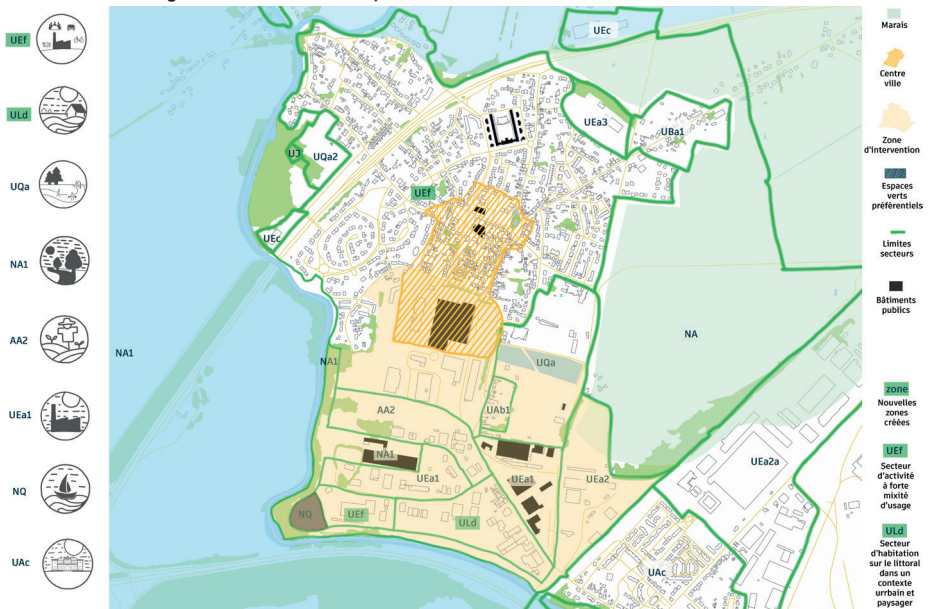 UEf
ULd
UQa
NA1
AA2
UEa1
NQ
UAc
UEc
UEa3
UBa1
UJ
UQa2
UEf
UEc
NA
NA1
NA1
UQa
AA2
UAb1
NA1
UEa1
UEa1
UEa2
UEa2a
NQ
UEf
ULd
UAc
Marais
Centre
ville
Zone
d'intervention
Espaces
verts
préférentiels
Limites
secteurs
Bâtiments
publics
zone
Nouvelles
zones
créées
UEf
Secteur
d'activité
à forte
mixité
d'usage
ULd
Secteur
d'habitation
sur le littoral
dans un
contexte
urrbain et
paysager